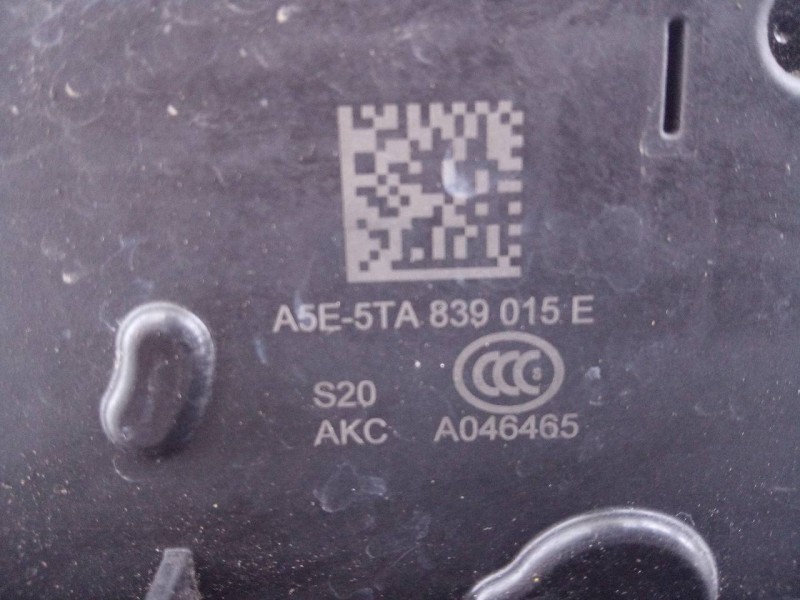 A5E-5TA 839 015 E
CCC S
S20
AKC A046465